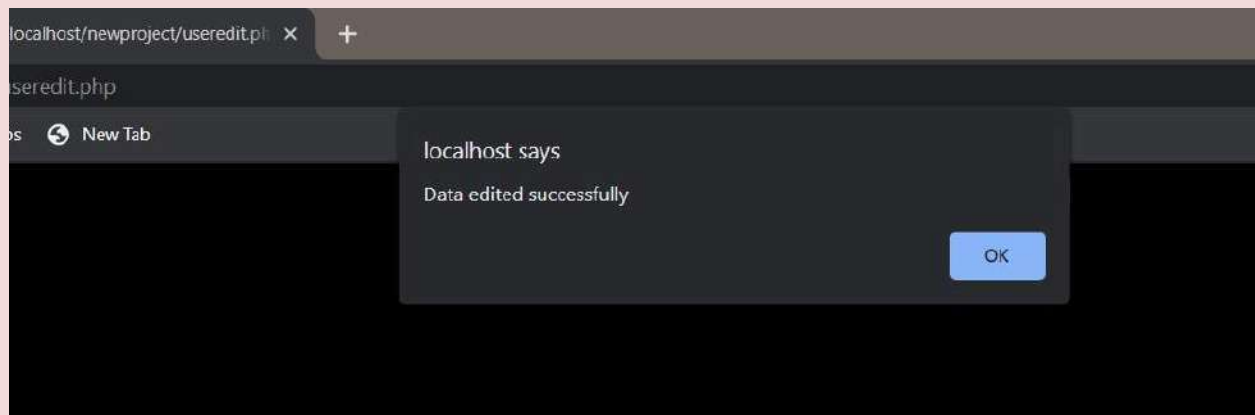 localhost/newproject/useredit.ph
useredit.php
New Tab
localhost says
Data edited successfully
OK